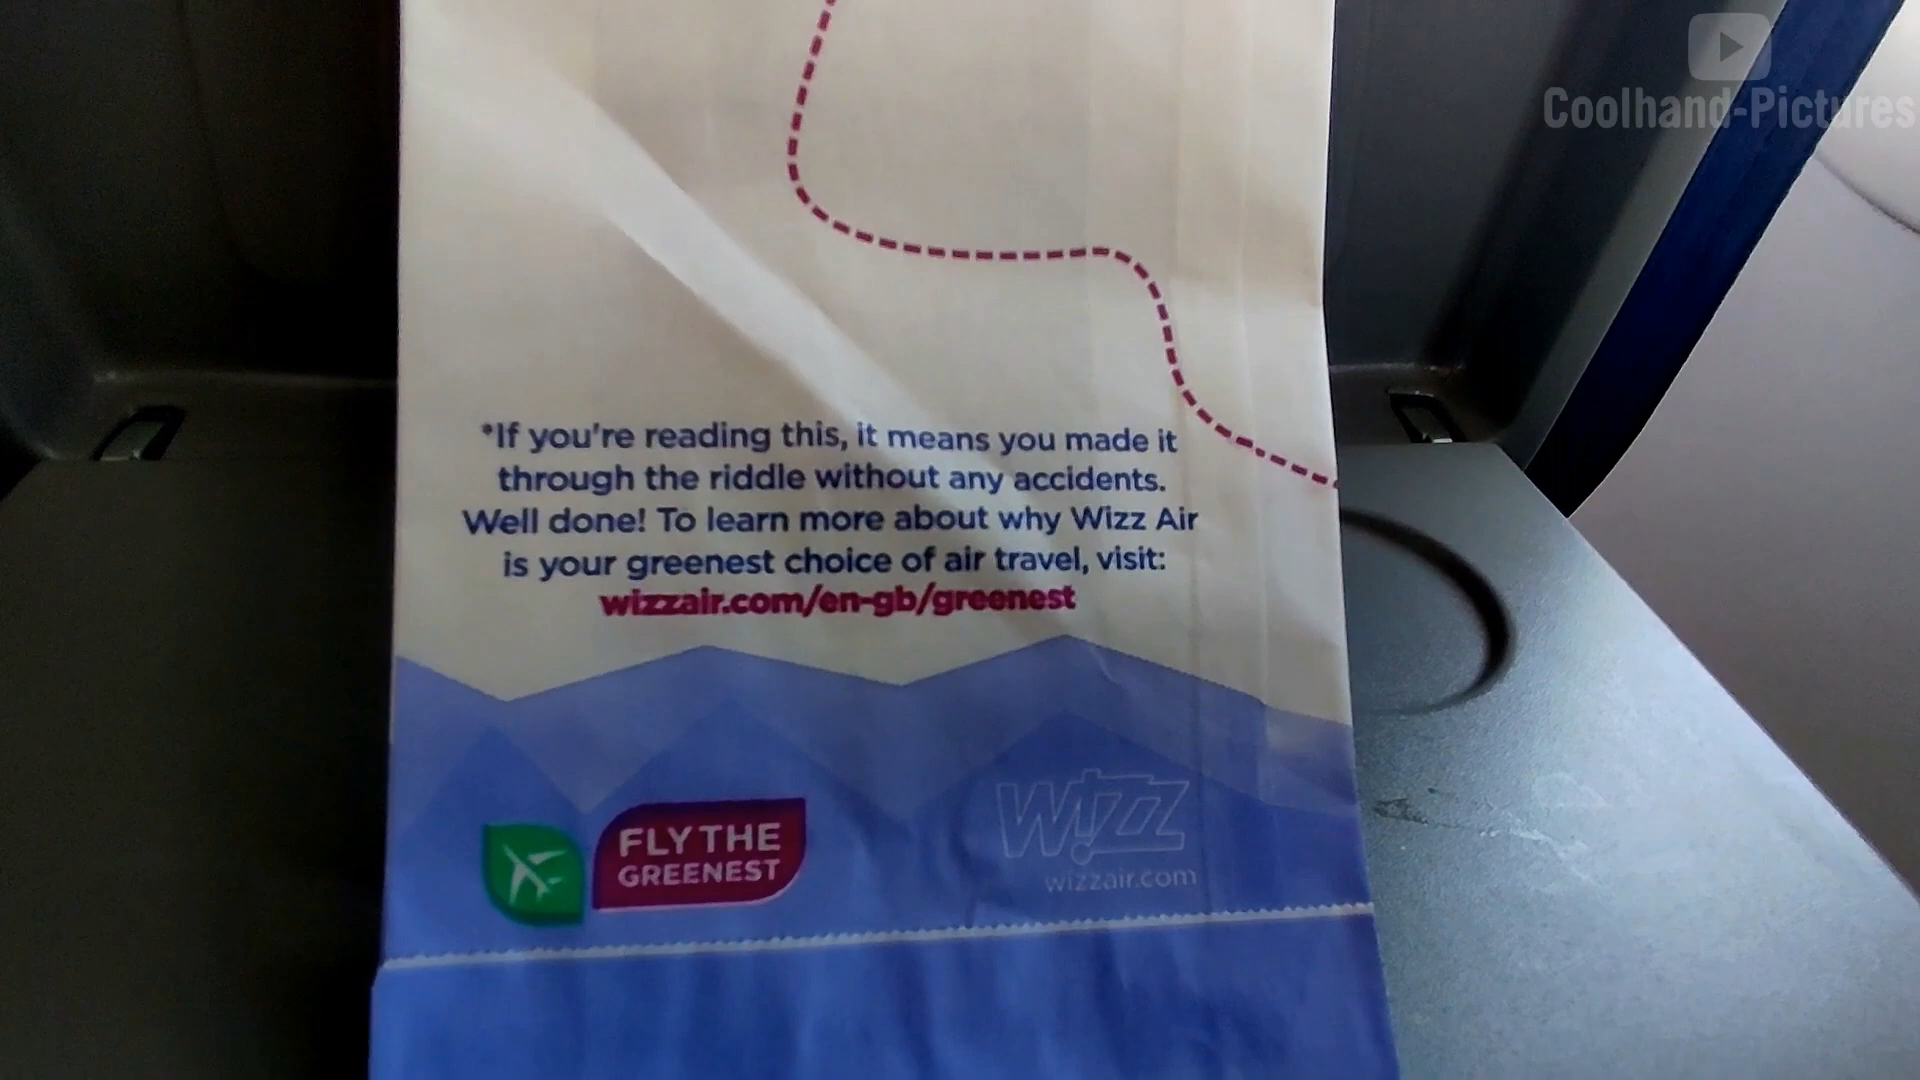 Coolhand-Pictures
*If you're reading this, it means you made it
through the riddle without any accidents.
Well done! To learn more about why Wizz Air
is your greenest choice of air travel, visit:
wizzair.com/en-gb/greenest
FLY THE
GREENEST
WIZZ
wizzair.com